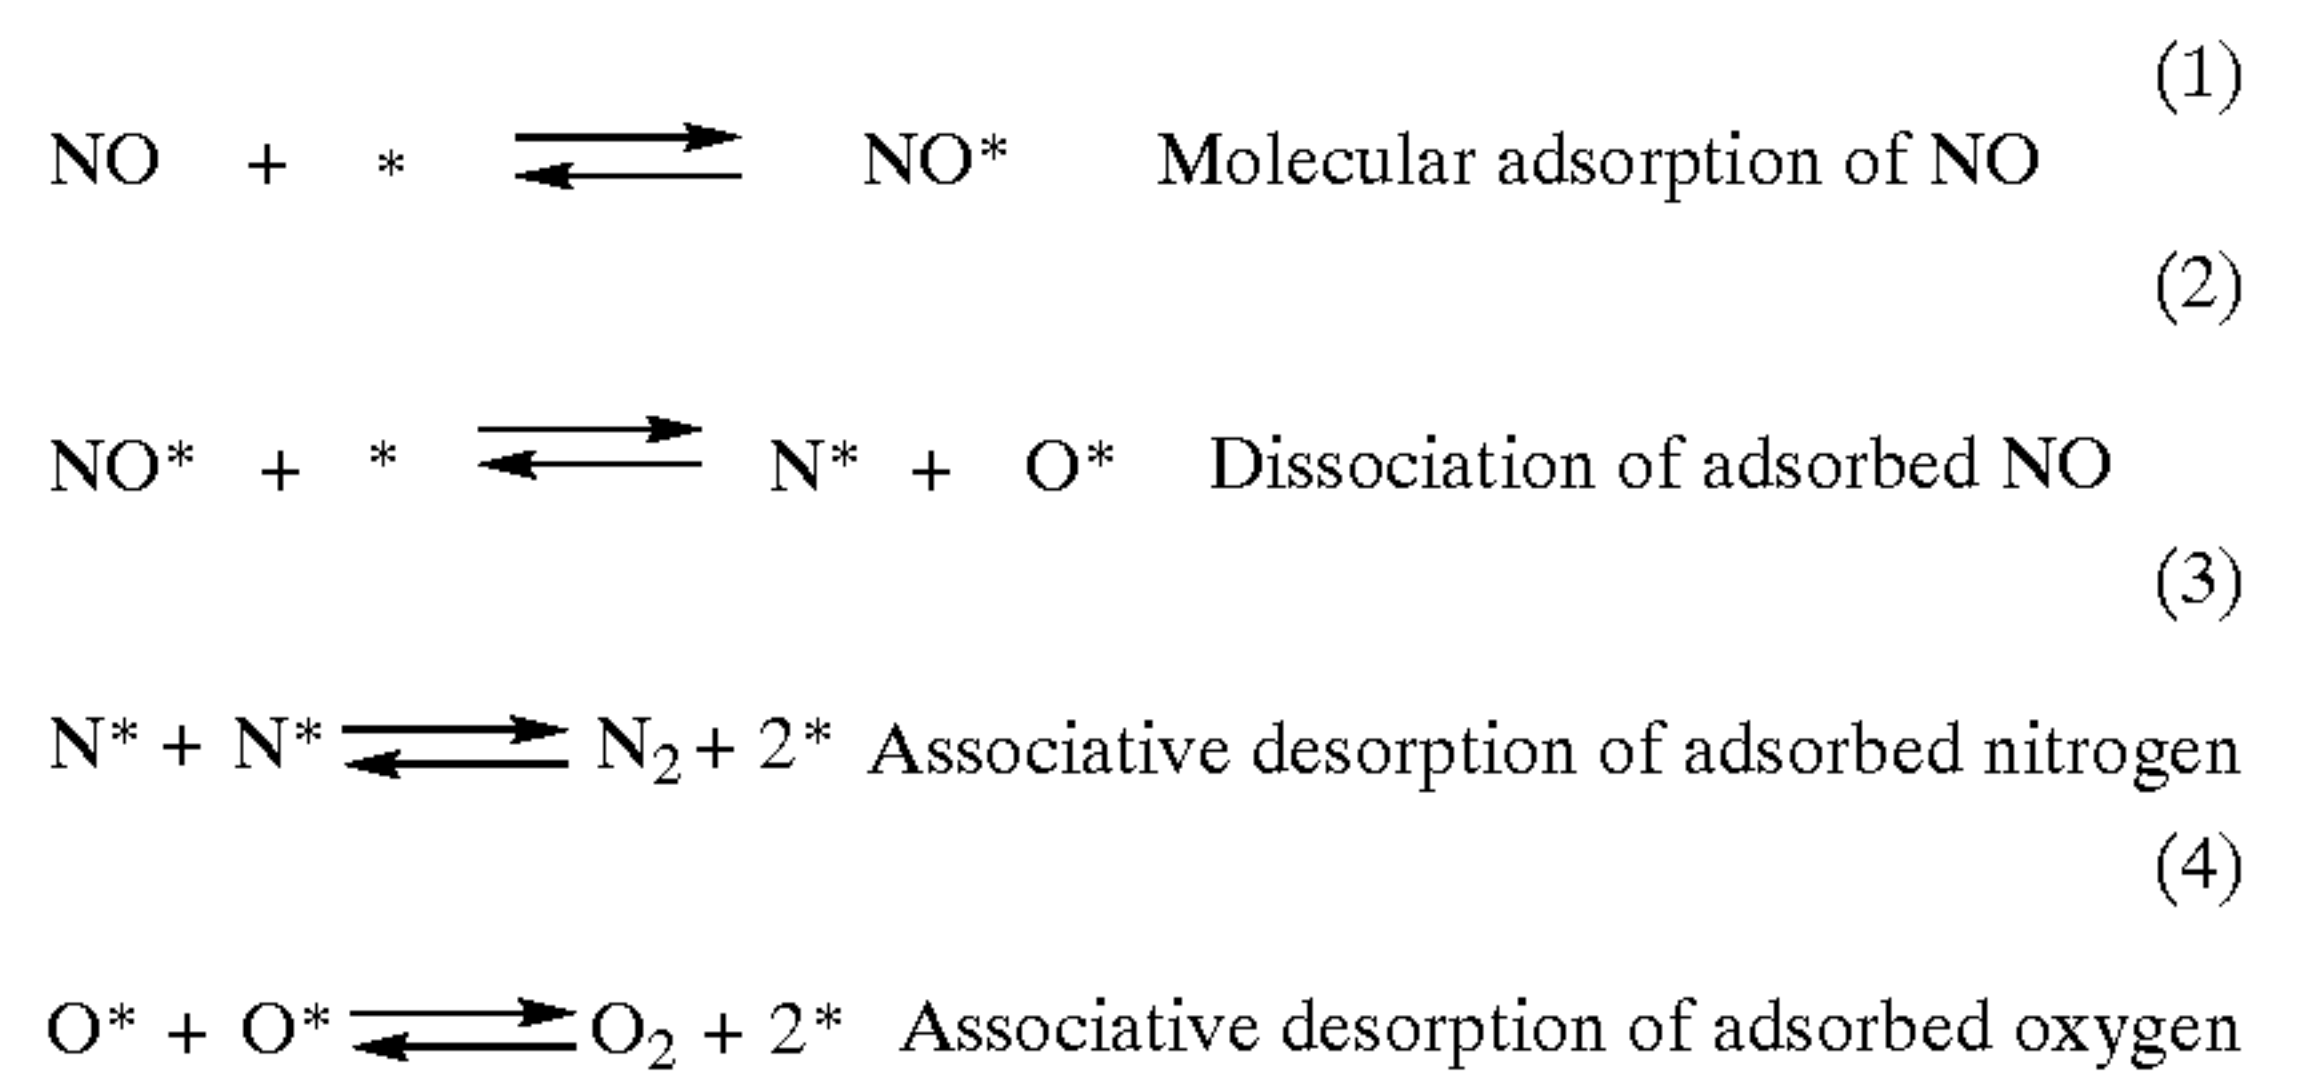 (1)
NO + * ⇌ NO* Molecular adsorption of NO
(2)
NO* + * ⇌ N* + O* Dissociation of adsorbed NO
(3)
N* + N* ⇌ N₂ + 2* Associative desorption of adsorbed nitrogen
(4)
O* + O* ⇌ O₂ + 2* Associative desorption of adsorbed oxygen